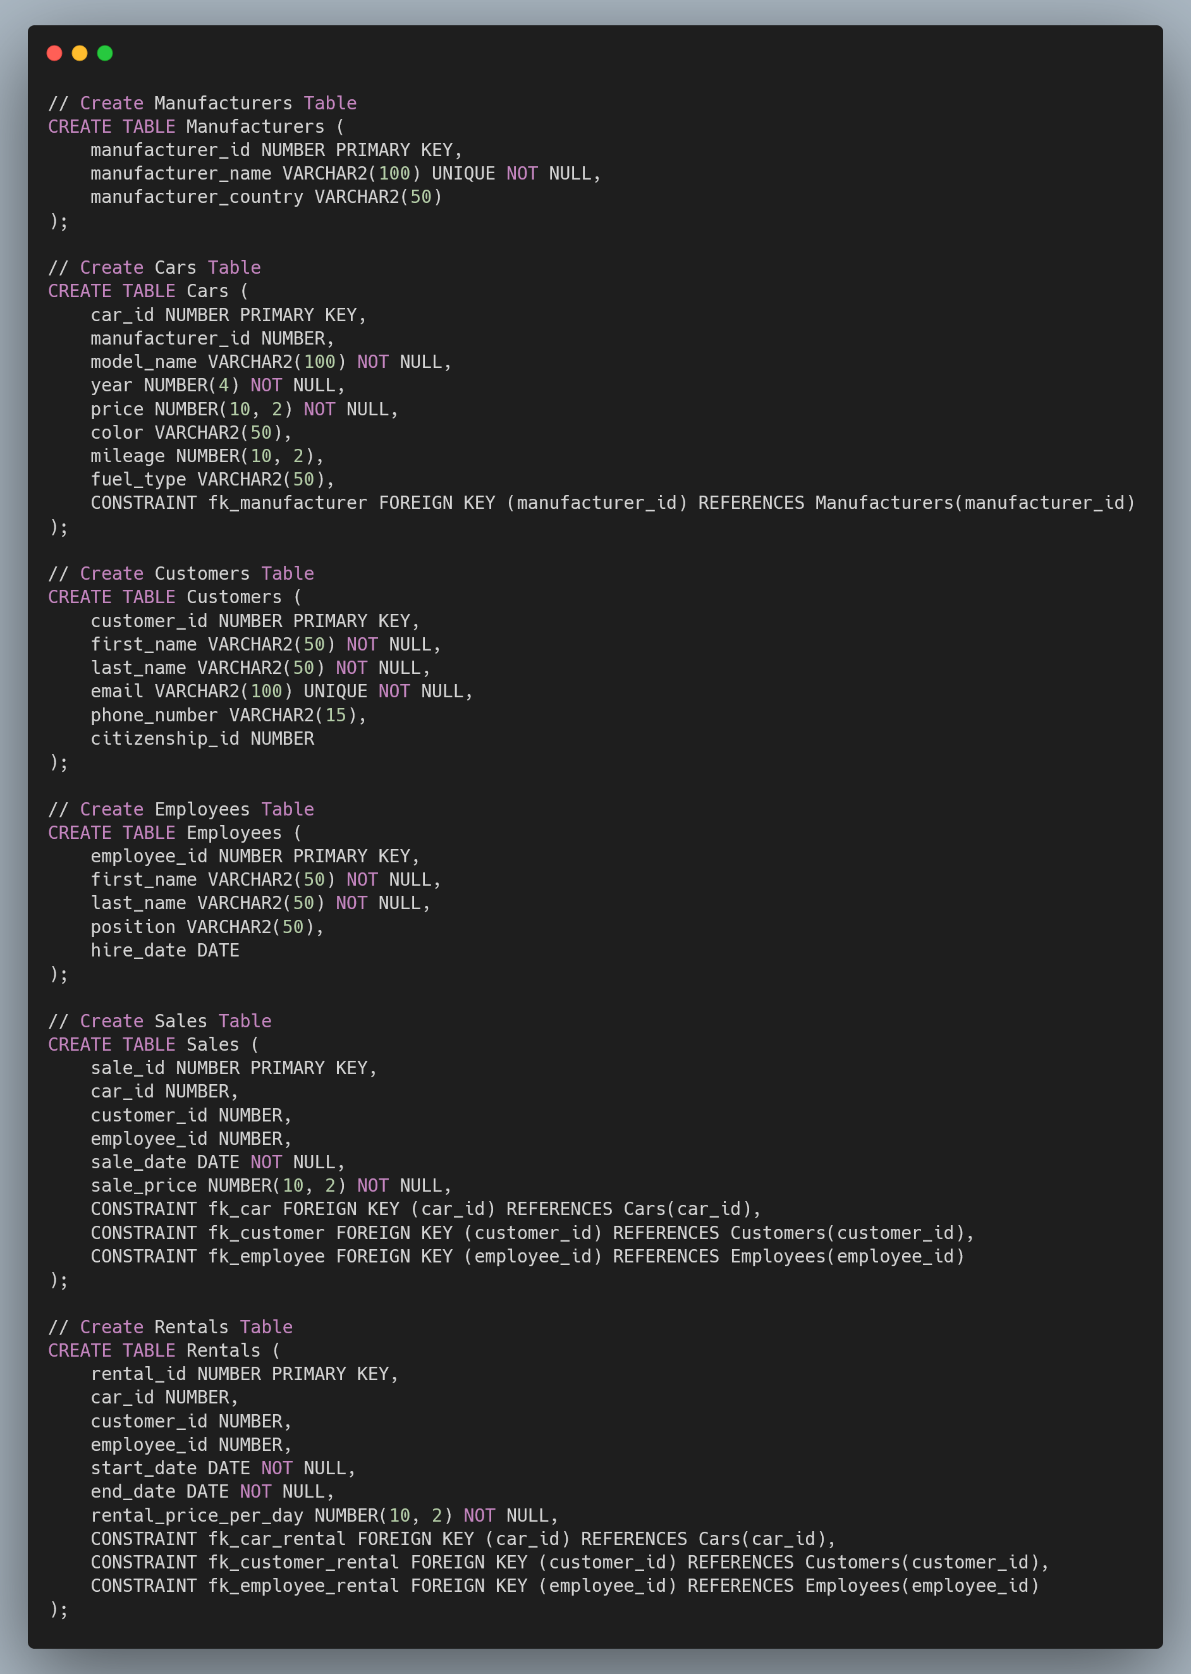 // Create Manufacturers Table
CREATE TABLE Manufacturers (
    manufacturer_id NUMBER PRIMARY KEY,
    manufacturer_name VARCHAR2(100) UNIQUE NOT NULL,
    manufacturer_country VARCHAR2(50)
);

// Create Cars Table
CREATE TABLE Cars (
    car_id NUMBER PRIMARY KEY,
    manufacturer_id NUMBER,
    model_name VARCHAR2(100) NOT NULL,
    year NUMBER(4) NOT NULL,
    price NUMBER(10, 2) NOT NULL,
    color VARCHAR2(50),
    mileage NUMBER(10, 2),
    fuel_type VARCHAR2(50),
    CONSTRAINT fk_manufacturer FOREIGN KEY (manufacturer_id) REFERENCES Manufacturers(manufacturer_id)
);

// Create Customers Table
CREATE TABLE Customers (
    customer_id NUMBER PRIMARY KEY,
    first_name VARCHAR2(50) NOT NULL,
    last_name VARCHAR2(50) NOT NULL,
    email VARCHAR2(100) UNIQUE NOT NULL,
    phone_number VARCHAR2(15),
    citizenship_id NUMBER
);

// Create Employees Table
CREATE TABLE Employees (
    employee_id NUMBER PRIMARY KEY,
    first_name VARCHAR2(50) NOT NULL,
    last_name VARCHAR2(50) NOT NULL,
    position VARCHAR2(50),
    hire_date DATE
);

// Create Sales Table
CREATE TABLE Sales (
    sale_id NUMBER PRIMARY KEY,
    car_id NUMBER,
    customer_id NUMBER,
    employee_id NUMBER,
    sale_date DATE NOT NULL,
    sale_price NUMBER(10, 2) NOT NULL,
    CONSTRAINT fk_car FOREIGN KEY (car_id) REFERENCES Cars(car_id),
    CONSTRAINT fk_customer FOREIGN KEY (customer_id) REFERENCES Customers(customer_id),
    CONSTRAINT fk_employee FOREIGN KEY (employee_id) REFERENCES Employees(employee_id)
);

// Create Rentals Table
CREATE TABLE Rentals (
    rental_id NUMBER PRIMARY KEY,
    car_id NUMBER,
    customer_id NUMBER,
    employee_id NUMBER,
    start_date DATE NOT NULL,
    end_date DATE NOT NULL,
    rental_price_per_day NUMBER(10, 2) NOT NULL,
    CONSTRAINT fk_car_rental FOREIGN KEY (car_id) REFERENCES Cars(car_id),
    CONSTRAINT fk_customer_rental FOREIGN KEY (customer_id) REFERENCES Customers(customer_id),
    CONSTRAINT fk_employee_rental FOREIGN KEY (employee_id) REFERENCES Employees(employee_id)
);